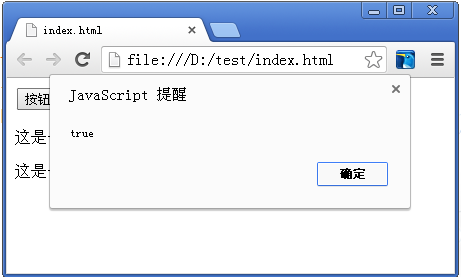 index.html
file:///D:/test/index.html
JavaScript 提醒
按钮
true
这是
这是
确定